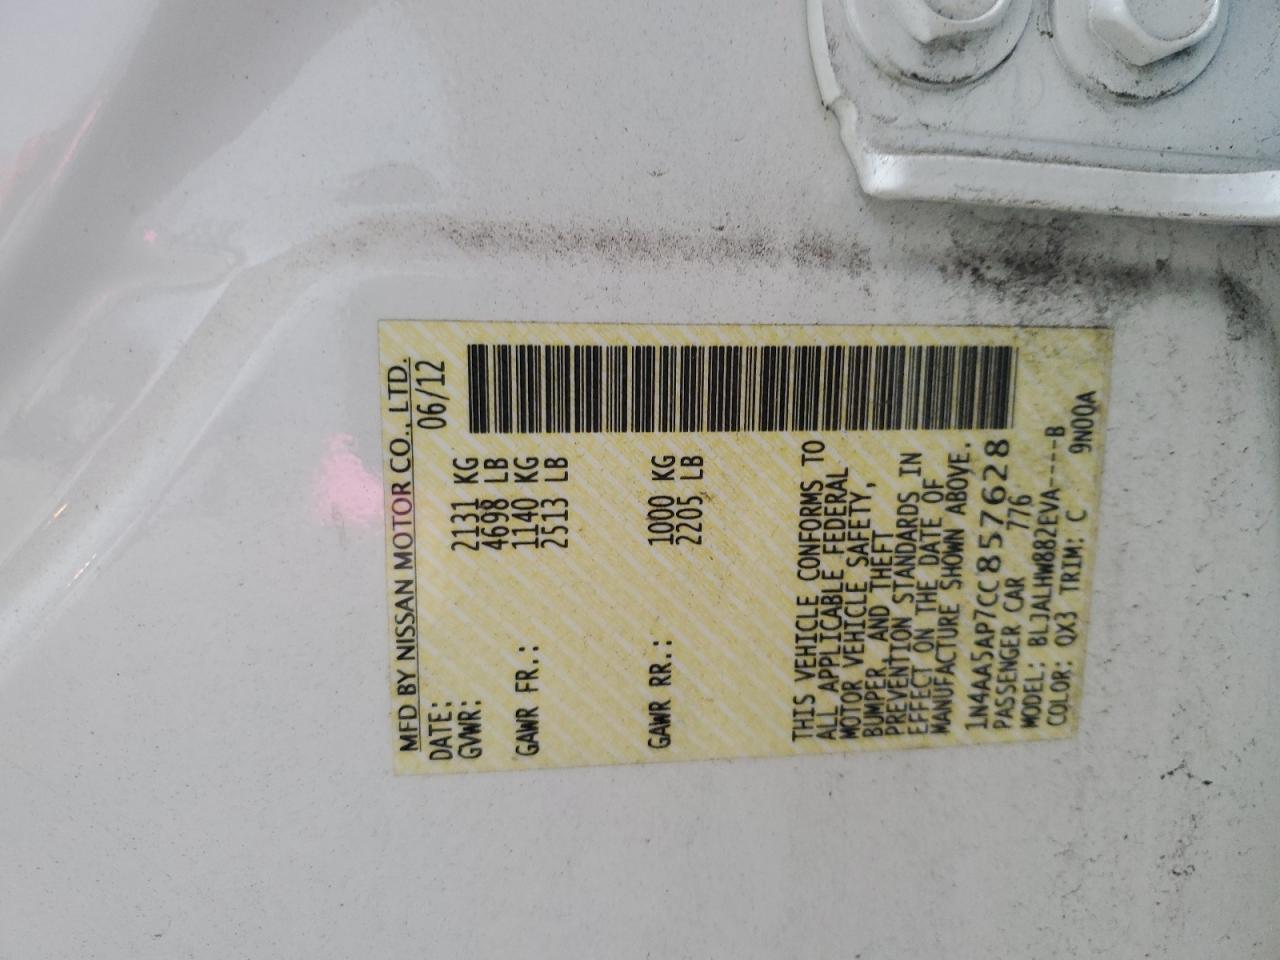 MFD BY NISSAN MOTOR CO., LTD.
DATE: 06/12
GVWR: 2131 KG
4698 LB
GAWR FR.: 1140 KG
2513 LB
GAWR RR.: 1000 KG
2205 LB
THIS VEHICLE CONFORMS TO
ALL APPLICABLE FEDERAL
MOTOR VEHICLE SAFETY,
BUMPER, AND THEFT
PREVENTION STANDARDS IN
EFFECT ON THE DATE OF
MANUFACTURE SHOWN ABOVE.
1N4AA5AP7CC857628
PASSENGER CAR 776
MODEL: BLJALHW882EVA----B
COLOR: QX3 TRIM: C 9N00A